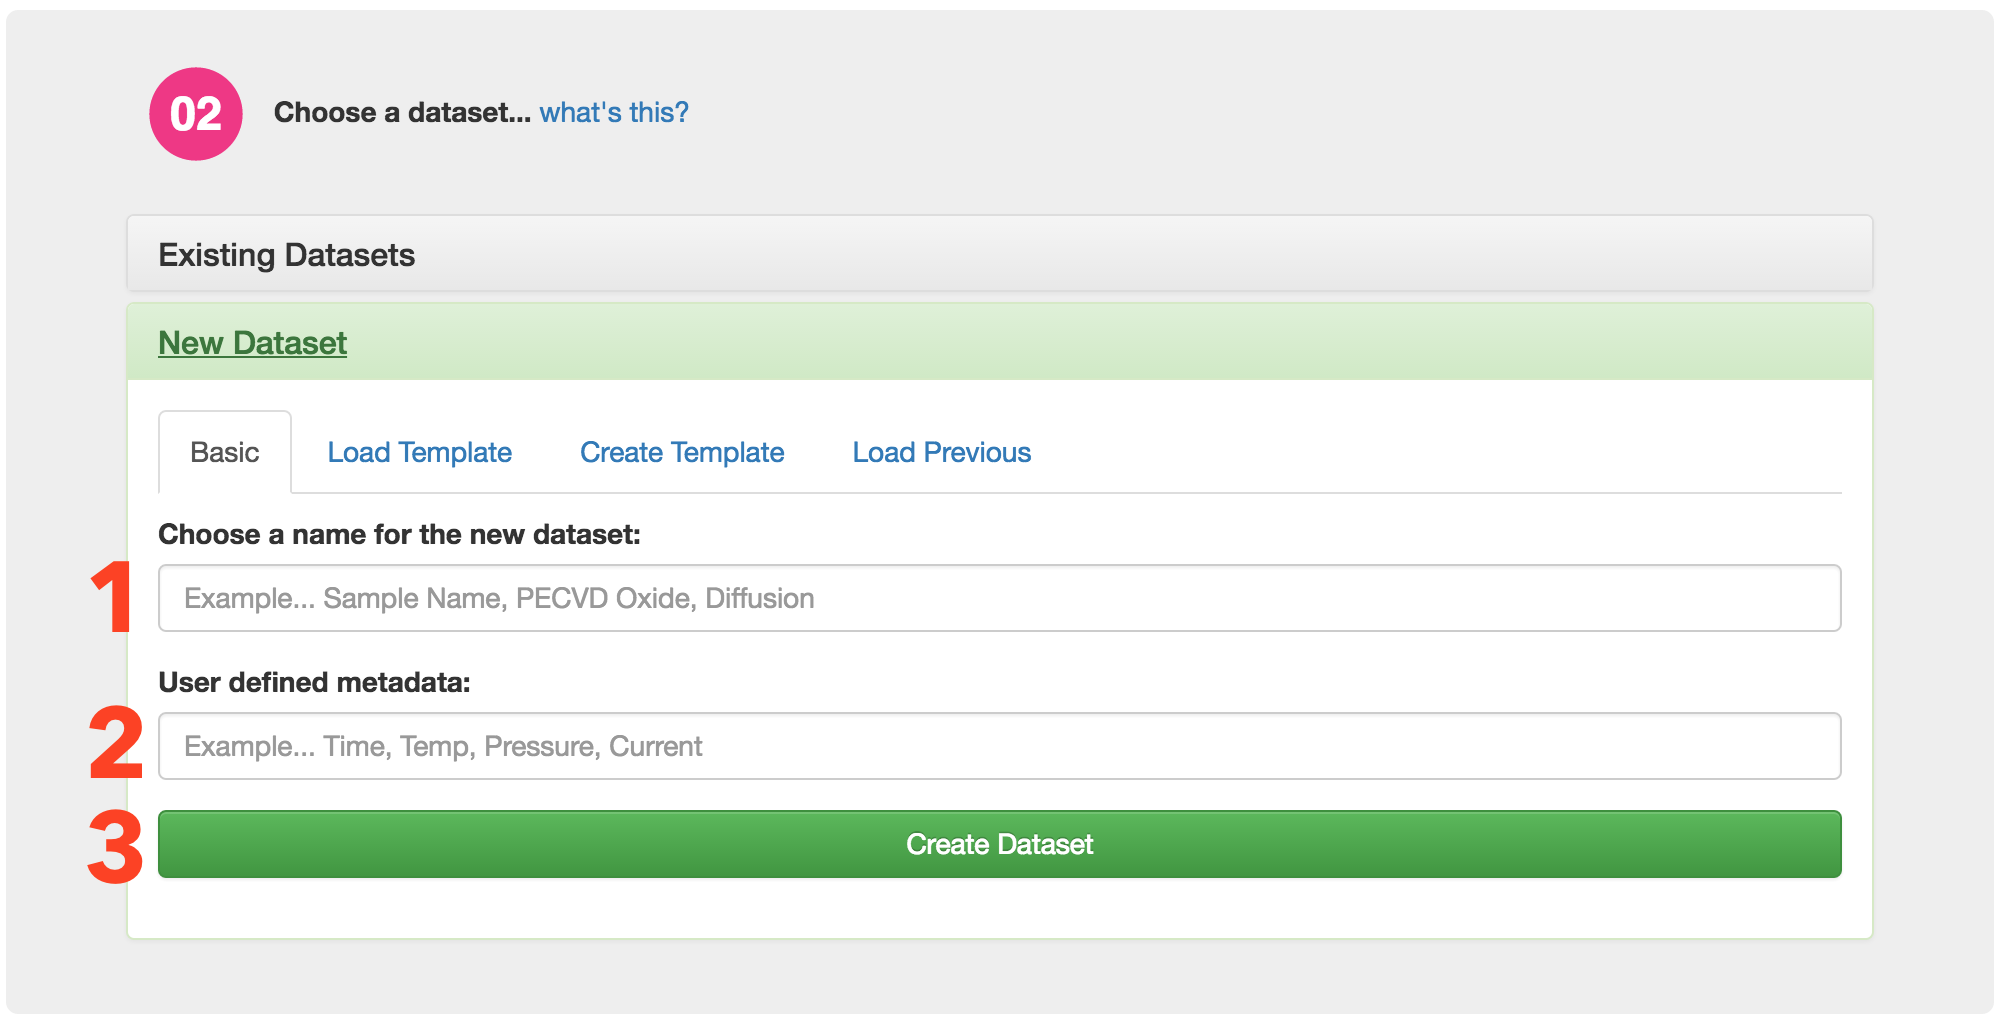 02
Choose a dataset... what's this?
Existing Datasets
New Dataset
Basic Load Template Create Template Load Previous
Choose a name for the new dataset:
1 Example... Sample Name, PECVD Oxide, Diffusion
User defined metadata:
2 Example... Time, Temp, Pressure, Current
3 Create Dataset